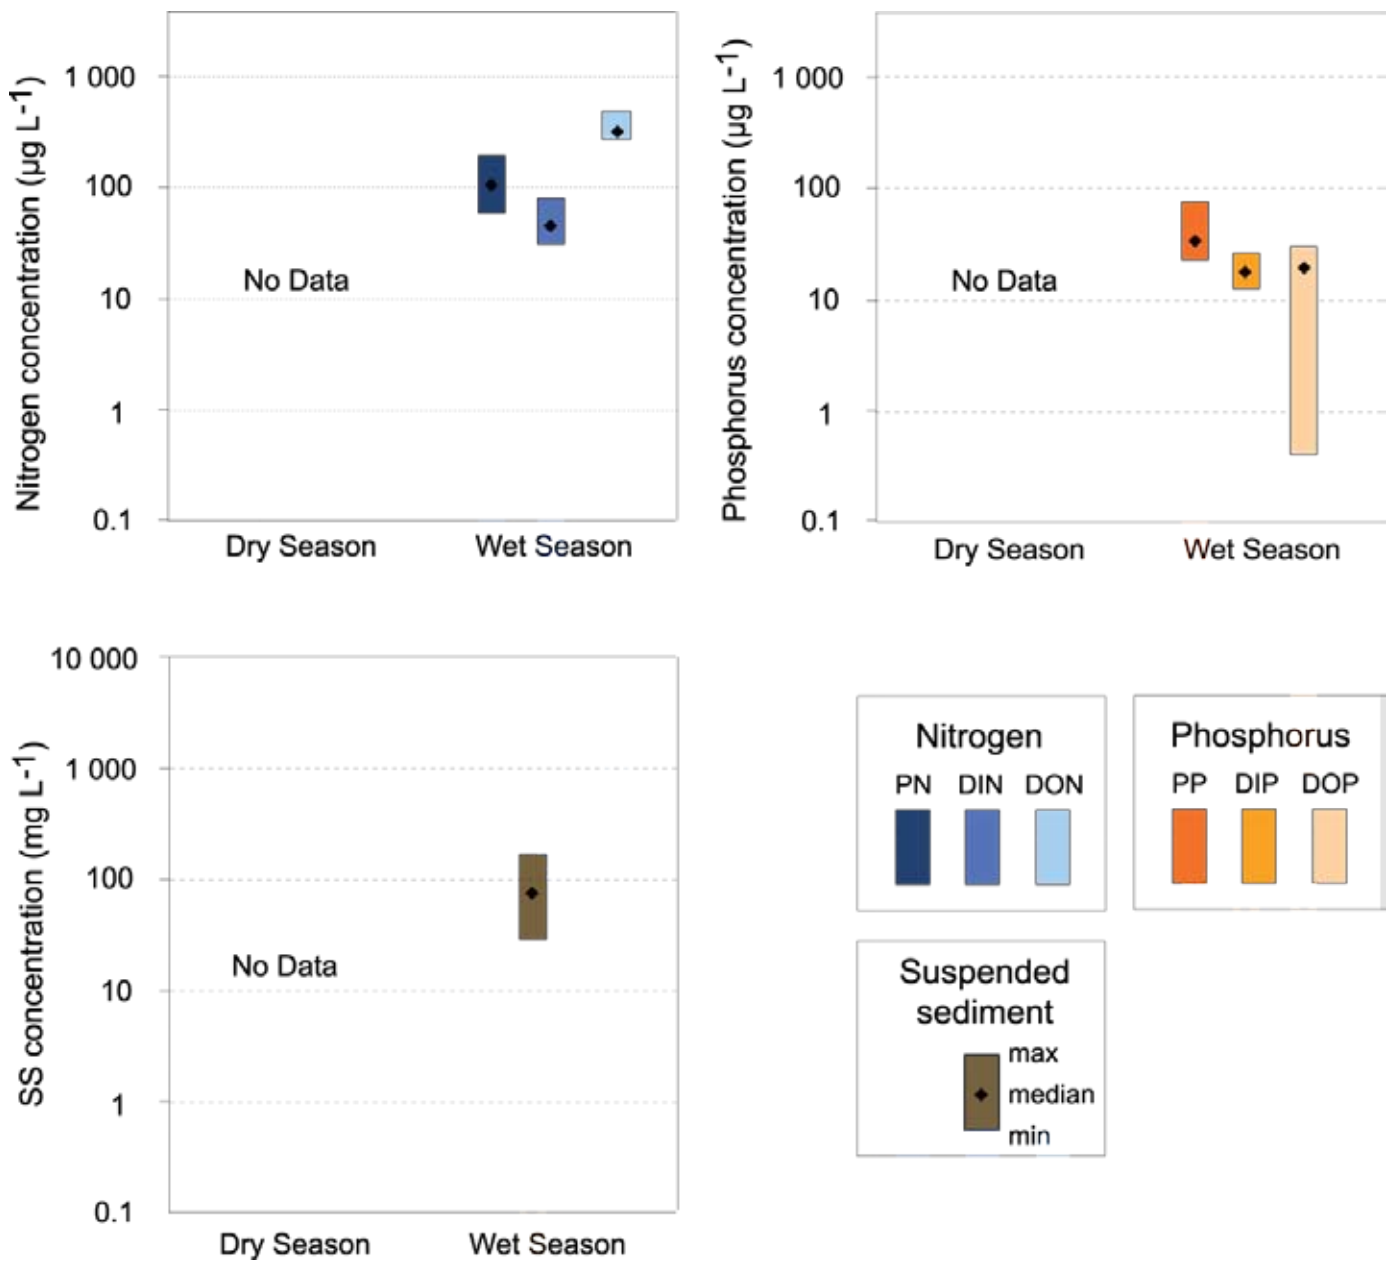 Nitrogen concentration (µg L-1)
1 000
100
10
1
0.1
No Data
Dry Season
Wet Season
Phosphorus concentration (µg L-1)
1 000
100
10
1
0.1
No Data
Dry Season
Wet Season
SS concentration (mg L-1)
10 000
1 000
100
10
1
0.1
No Data
Dry Season
Wet Season
Nitrogen
PN DIN DON
Phosphorus
PP DIP DOP
Suspended
sediment
max
median
min